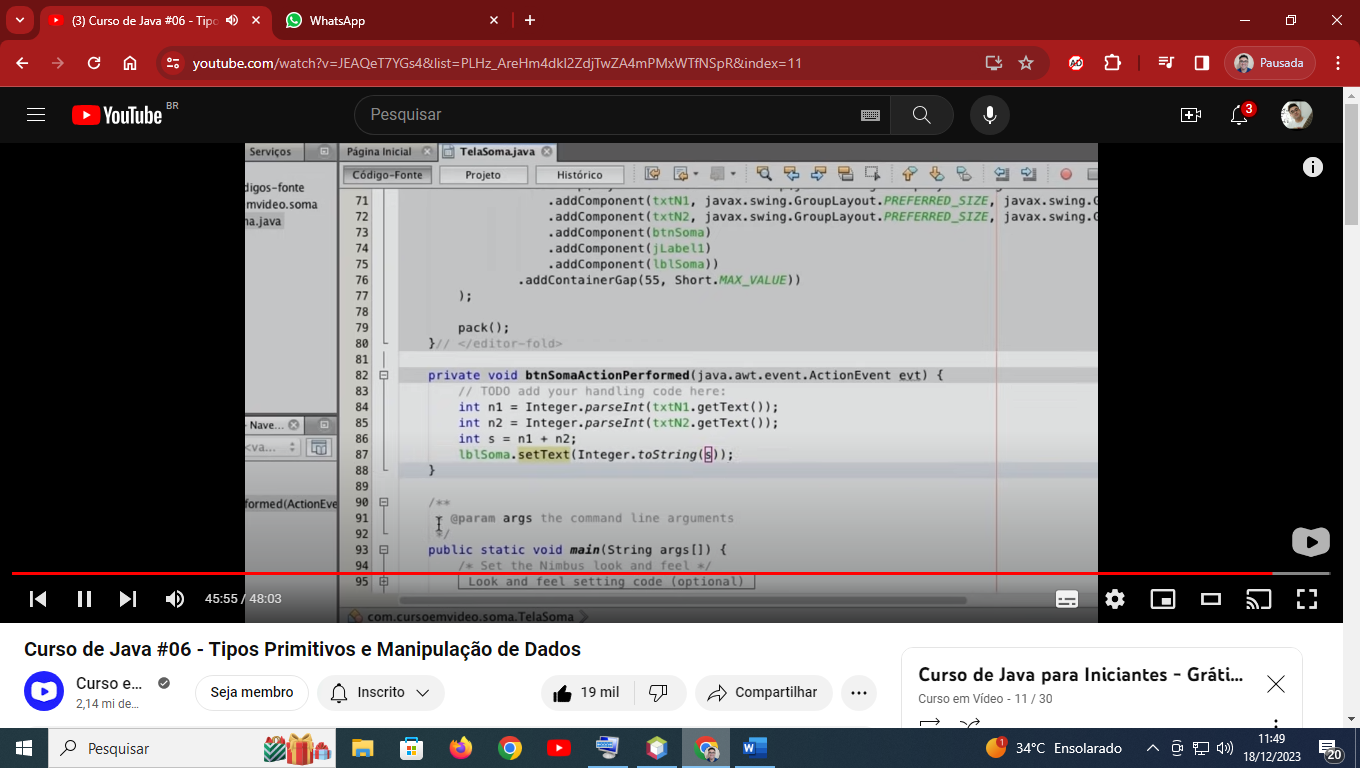 (3) Curso de Java #06 - Tipo
WhatsApp
youtube.com/watch?v=JEAQeT7YGs4&list=PLHz_AreHm4dkI2ZdjTwZA4mPMxWTfNSpR&index=11
Pausada
YouTube BR
Pesquisar
3
Serviços
Página Inicial
TelaSoma.java
Código-Fonte
Projeto
Histórico
digos-fonte
mvideo.soma
na.java
71 .addComponent(txtN1, javax.swing.GroupLayout.PREFERRED_SIZE, javax.swing.G
72 .addComponent(txtN2, javax.swing.GroupLayout.PREFERRED_SIZE, javax.swing.G
73 .addComponent(btnSoma)
74 .addComponent(jLabel1)
75 .addComponent(lblSoma))
76 .addContainerGap(55, Short.MAX_VALUE))
77 );
78
79 pack();
80 }// </editor-fold>
81
82 private void btnSomaActionPerformed(java.awt.event.ActionEvent evt) {
83 // TODO add your handling code here:
84 int n1 = Integer.parseInt(txtN1.getText());
85 int n2 = Integer.parseInt(txtN2.getText());
86 int s = n1 + n2;
87 lblSoma.setText(Integer.toString(s));
88 }
89
90 /**
91 @param args the command line arguments
92 */
93 public static void main(String args[]) {
94 /* Set the Nimbus look and feel */
95 Look and feel setting code (optional)
Nave...
<va...
formed(ActionEve
com.cursoemvideo.soma.TelaSoma
45:55 / 48:03
Curso de Java #06 - Tipos Primitivos e Manipulação de Dados
Curso e...
2,14 mi de...
Seja membro
Inscrito
19 mil
Compartilhar
Curso de Java para Iniciantes - Gráti...
Curso em Vídeo - 11 / 30
Pesquisar
1
34°C Ensolarado
11:49
18/12/2023
20